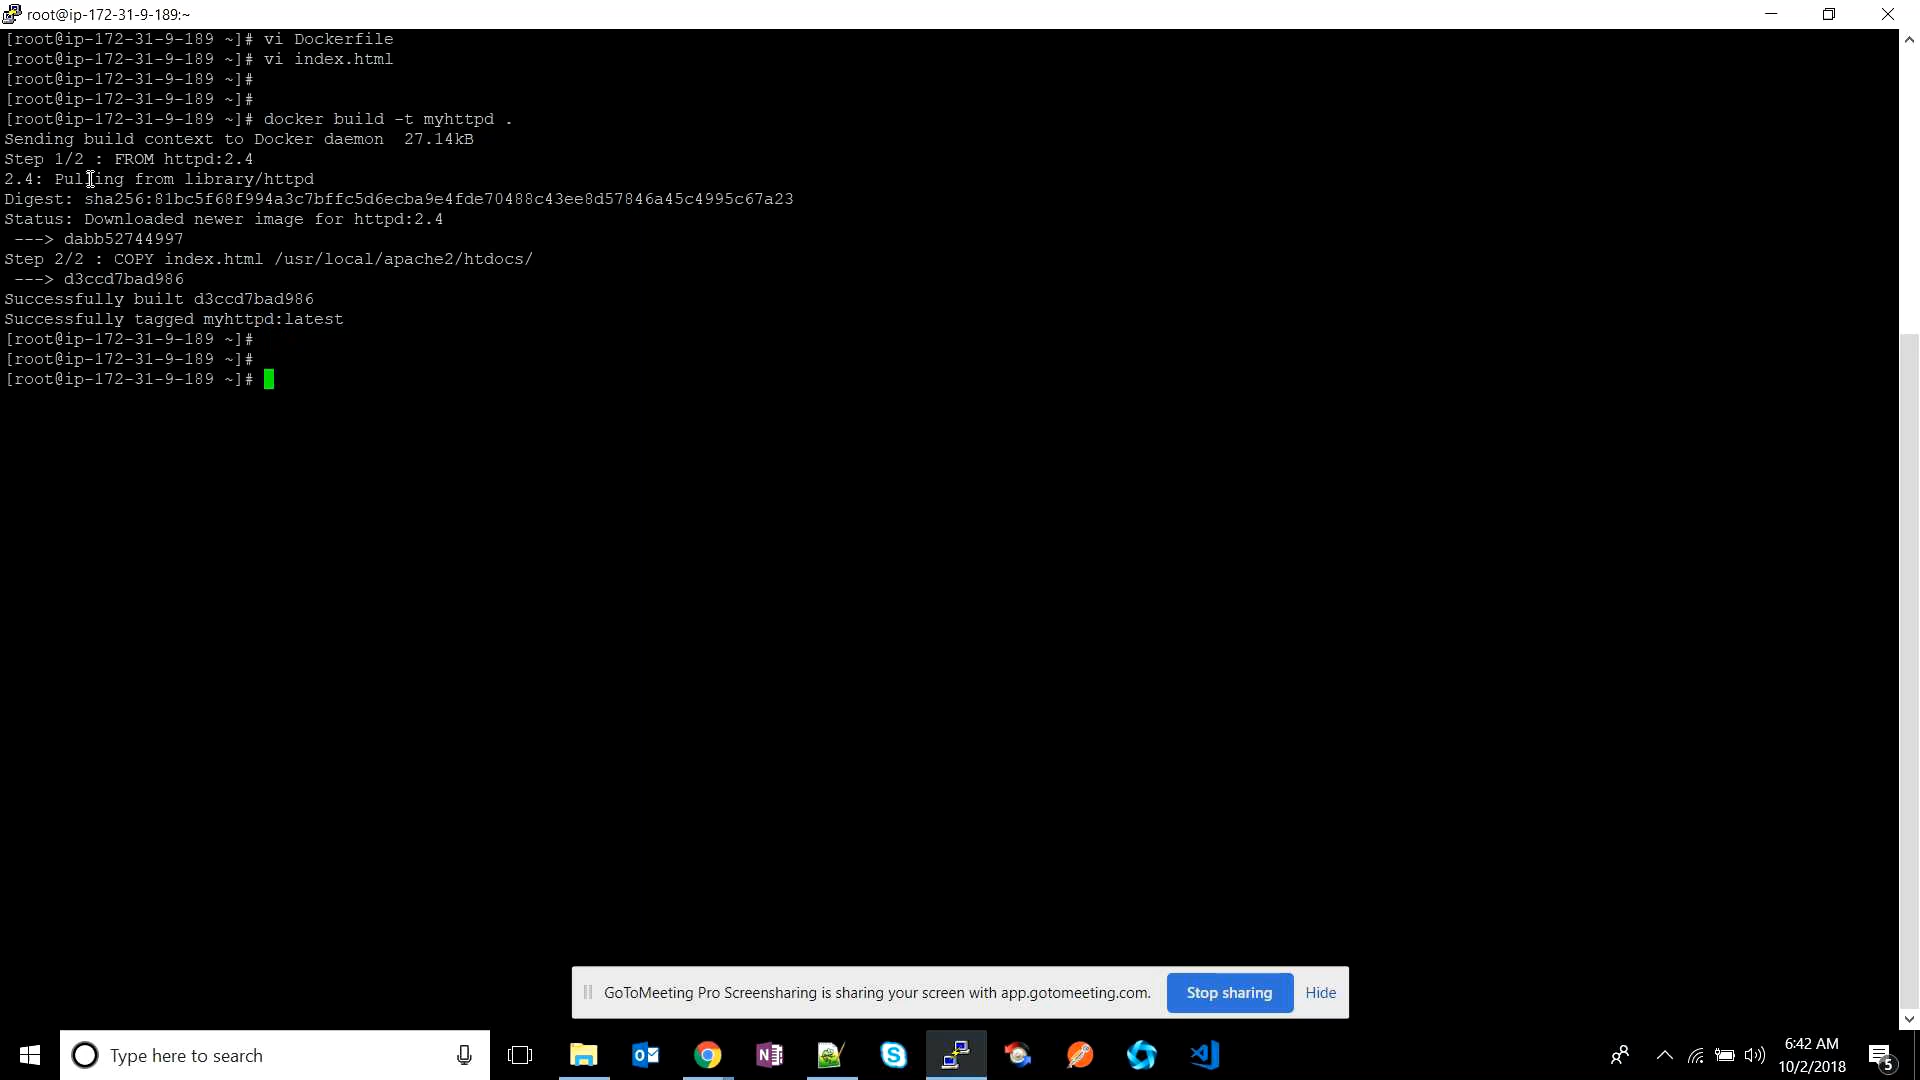 root@ip-172-31-9-189:~
[root@ip-172-31-9-189 ~]# vi Dockerfile
[root@ip-172-31-9-189 ~]# vi index.html
[root@ip-172-31-9-189 ~]#
[root@ip-172-31-9-189 ~]#
[root@ip-172-31-9-189 ~]# docker build -t myhttpd .
Sending build context to Docker daemon  27.14kB
Step 1/2 : FROM httpd:2.4
2.4: Pulling from library/httpd
Digest: sha256:81bc5f68f994a3c7bffc5d6ecba9e4fde70488c43ee8d57846a45c4995c67a23
Status: Downloaded newer image for httpd:2.4
 ---> dabb52744997
Step 2/2 : COPY index.html /usr/local/apache2/htdocs/
 ---> d3ccd7bad986
Successfully built d3ccd7bad986
Successfully tagged myhttpd:latest
[root@ip-172-31-9-189 ~]#
[root@ip-172-31-9-189 ~]#
[root@ip-172-31-9-189 ~]#
GoToMeeting Pro Screensharing is sharing your screen with app.gotomeeting.com. Stop sharing Hide
Type here to search
6:42 AM
10/2/2018
5